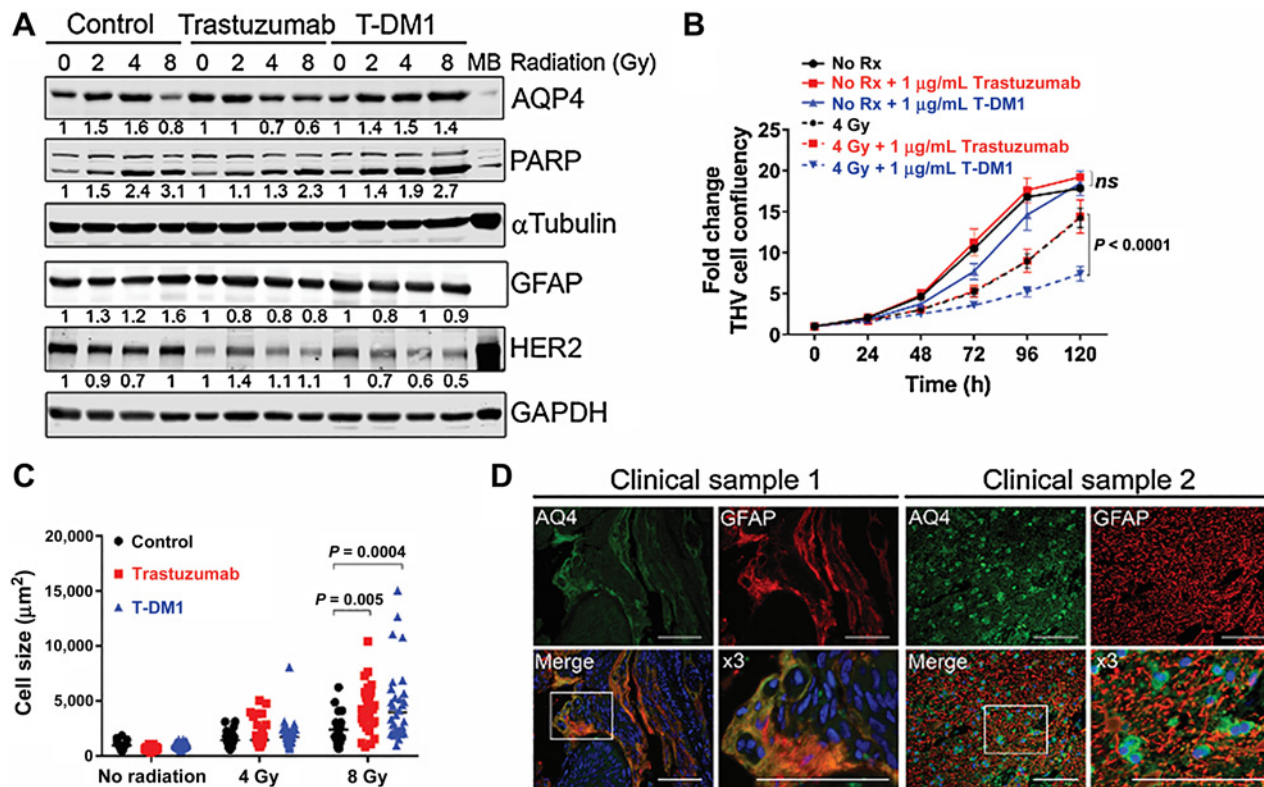 A
Control Trastuzumab T-DM1
0 2 4 8 0 2 4 8 0 2 4 8 MB Radiation (Gy)
AQP4
1 1.5 1.6 0.8 1 1 0.7 0.6 1 1.4 1.5 1.4
PARP
1 1.5 2.4 3.1 1 1.1 1.3 2.3 1 1.4 1.9 2.7
αTubulin
GFAP
1 1.3 1.2 1.6 1 0.8 0.8 0.8 1 0.8 1 0.9
HER2
1 0.9 0.7 1 1 1.4 1.1 1.1 1 0.7 0.6 0.5
GAPDH
B
No Rx
No Rx + 1 μg/mL Trastuzumab
No Rx + 1 μg/mL T-DM1
4 Gy
4 Gy + 1 μg/mL Trastuzumab
4 Gy + 1 μg/mL T-DM1
Fold change
THV cell confluency
25
20
15
10
5
0
ns
P < 0.0001
0 24 48 72 96 120
Time (h)
C
Cell size (μm²)
20,000
15,000
10,000
5,000
0
Control
Trastuzumab
T-DM1
P = 0.0004
P = 0.005
No radiation 4 Gy 8 Gy
D
Clinical sample 1 Clinical sample 2
AQ4 GFAP AQ4 GFAP
Merge x3 Merge x3